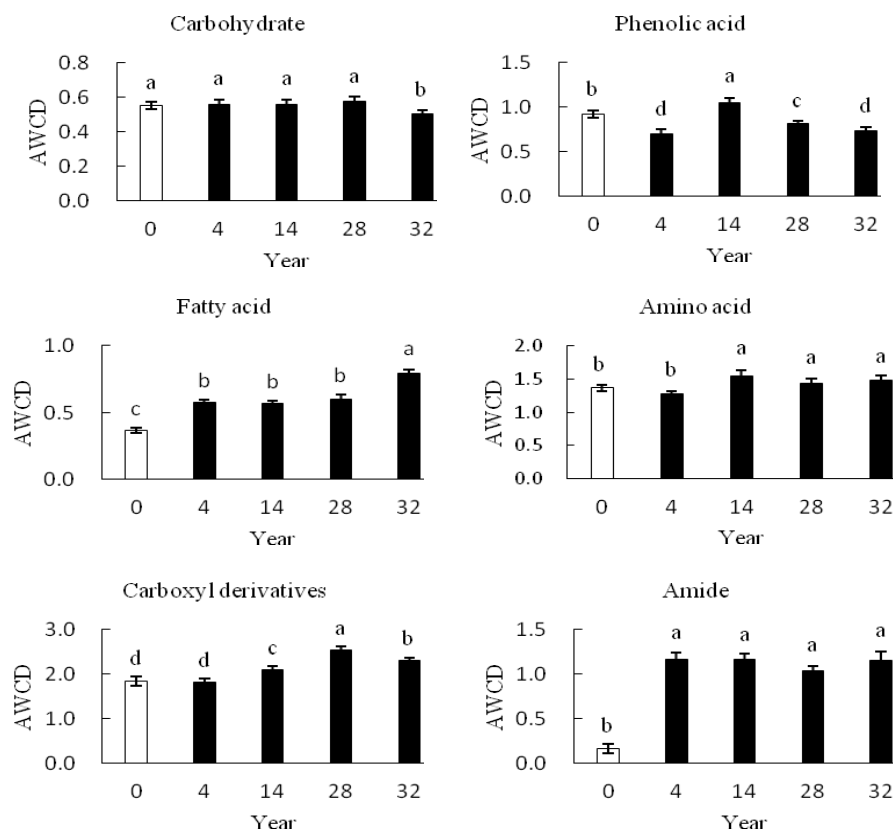 Carbohydrate
AWCD
0.8
0.6
0.4
0.2
0.0
a a a a b
0 4 14 28 32
Year
Phenolic acid
AWCD
1.5
1.0
0.5
0.0
b d a c d
0 4 14 28 32
Year
Fatty acid
AWCD
1.0
0.5
0.0
c b b b a
0 4 14 28 32
Year
Amino acid
AWCD
2.0
1.5
1.0
0.5
0.0
b b a a a
0 4 14 28 32
Year
Carboxyl derivatives
AWCD
3.0
2.0
1.0
0.0
d d c a b
0 4 14 28 32
Year
Amide
AWCD
1.5
1.0
0.5
0.0
b a a a a
0 4 14 28 32
Year